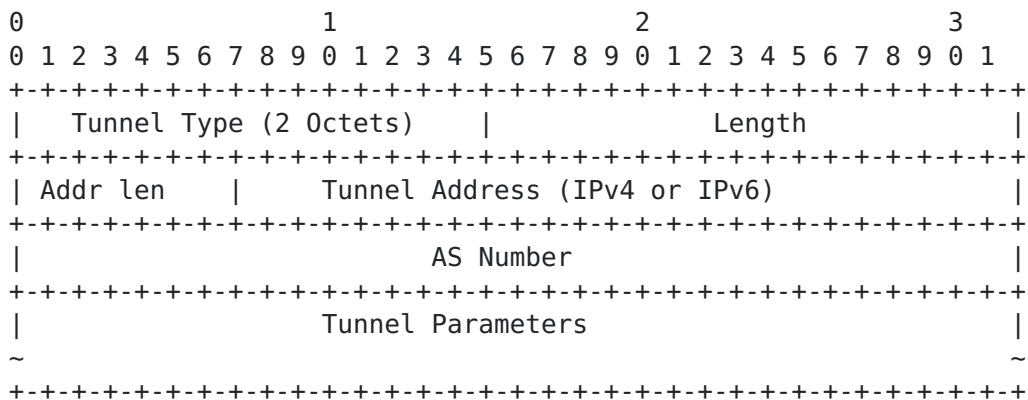 0                   1                   2                   3
0 1 2 3 4 5 6 7 8 9 0 1 2 3 4 5 6 7 8 9 0 1 2 3 4 5 6 7 8 9 0 1
+-+-+-+-+-+-+-+-+-+-+-+-+-+-+-+-+-+-+-+-+-+-+-+-+-+-+-+-+-+-+-+-+
|   Tunnel Type (2 Octets)    |              Length             |
+-+-+-+-+-+-+-+-+-+-+-+-+-+-+-+-+-+-+-+-+-+-+-+-+-+-+-+-+-+-+-+-+
| Addr len    |     Tunnel Address (IPv4 or IPv6)               |
+-+-+-+-+-+-+-+-+-+-+-+-+-+-+-+-+-+-+-+-+-+-+-+-+-+-+-+-+-+-+-+-+
|                          AS Number                            |
+-+-+-+-+-+-+-+-+-+-+-+-+-+-+-+-+-+-+-+-+-+-+-+-+-+-+-+-+-+-+-+-+
|                   Tunnel Parameters                           |
~                                                               ~
+-+-+-+-+-+-+-+-+-+-+-+-+-+-+-+-+-+-+-+-+-+-+-+-+-+-+-+-+-+-+-+-+